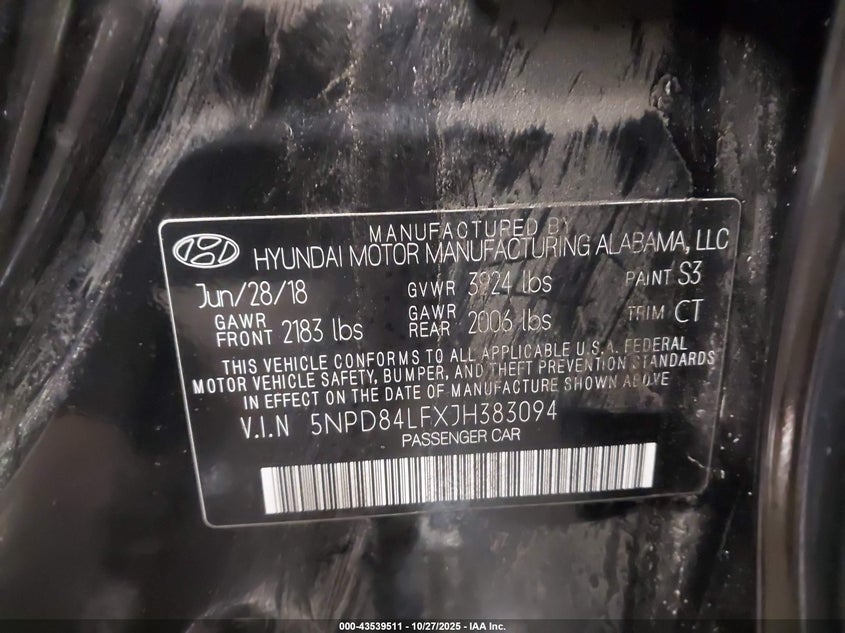 MANUFACTURED BY
HYUNDAI MOTOR MANUFACTURING ALABAMA, LLC
Jun/28/18 GVWR 3924 lbs PAINT S3
GAWR FRONT 2183 lbs GAWR REAR 2006 lbs TRIM CT
THIS VEHICLE CONFORMS TO ALL APPLICABLE U.S.A. FEDERAL
MOTOR VEHICLE SAFETY, BUMPER, AND THEFT PREVENTION STANDARDS
IN EFFECT ON THE DATE OF MANUFACTURE SHOWN ABOVE
V.I.N 5NPD84LFXJH383094
PASSENGER CAR
000-43539511 - 10/27/2025 - IAA Inc.